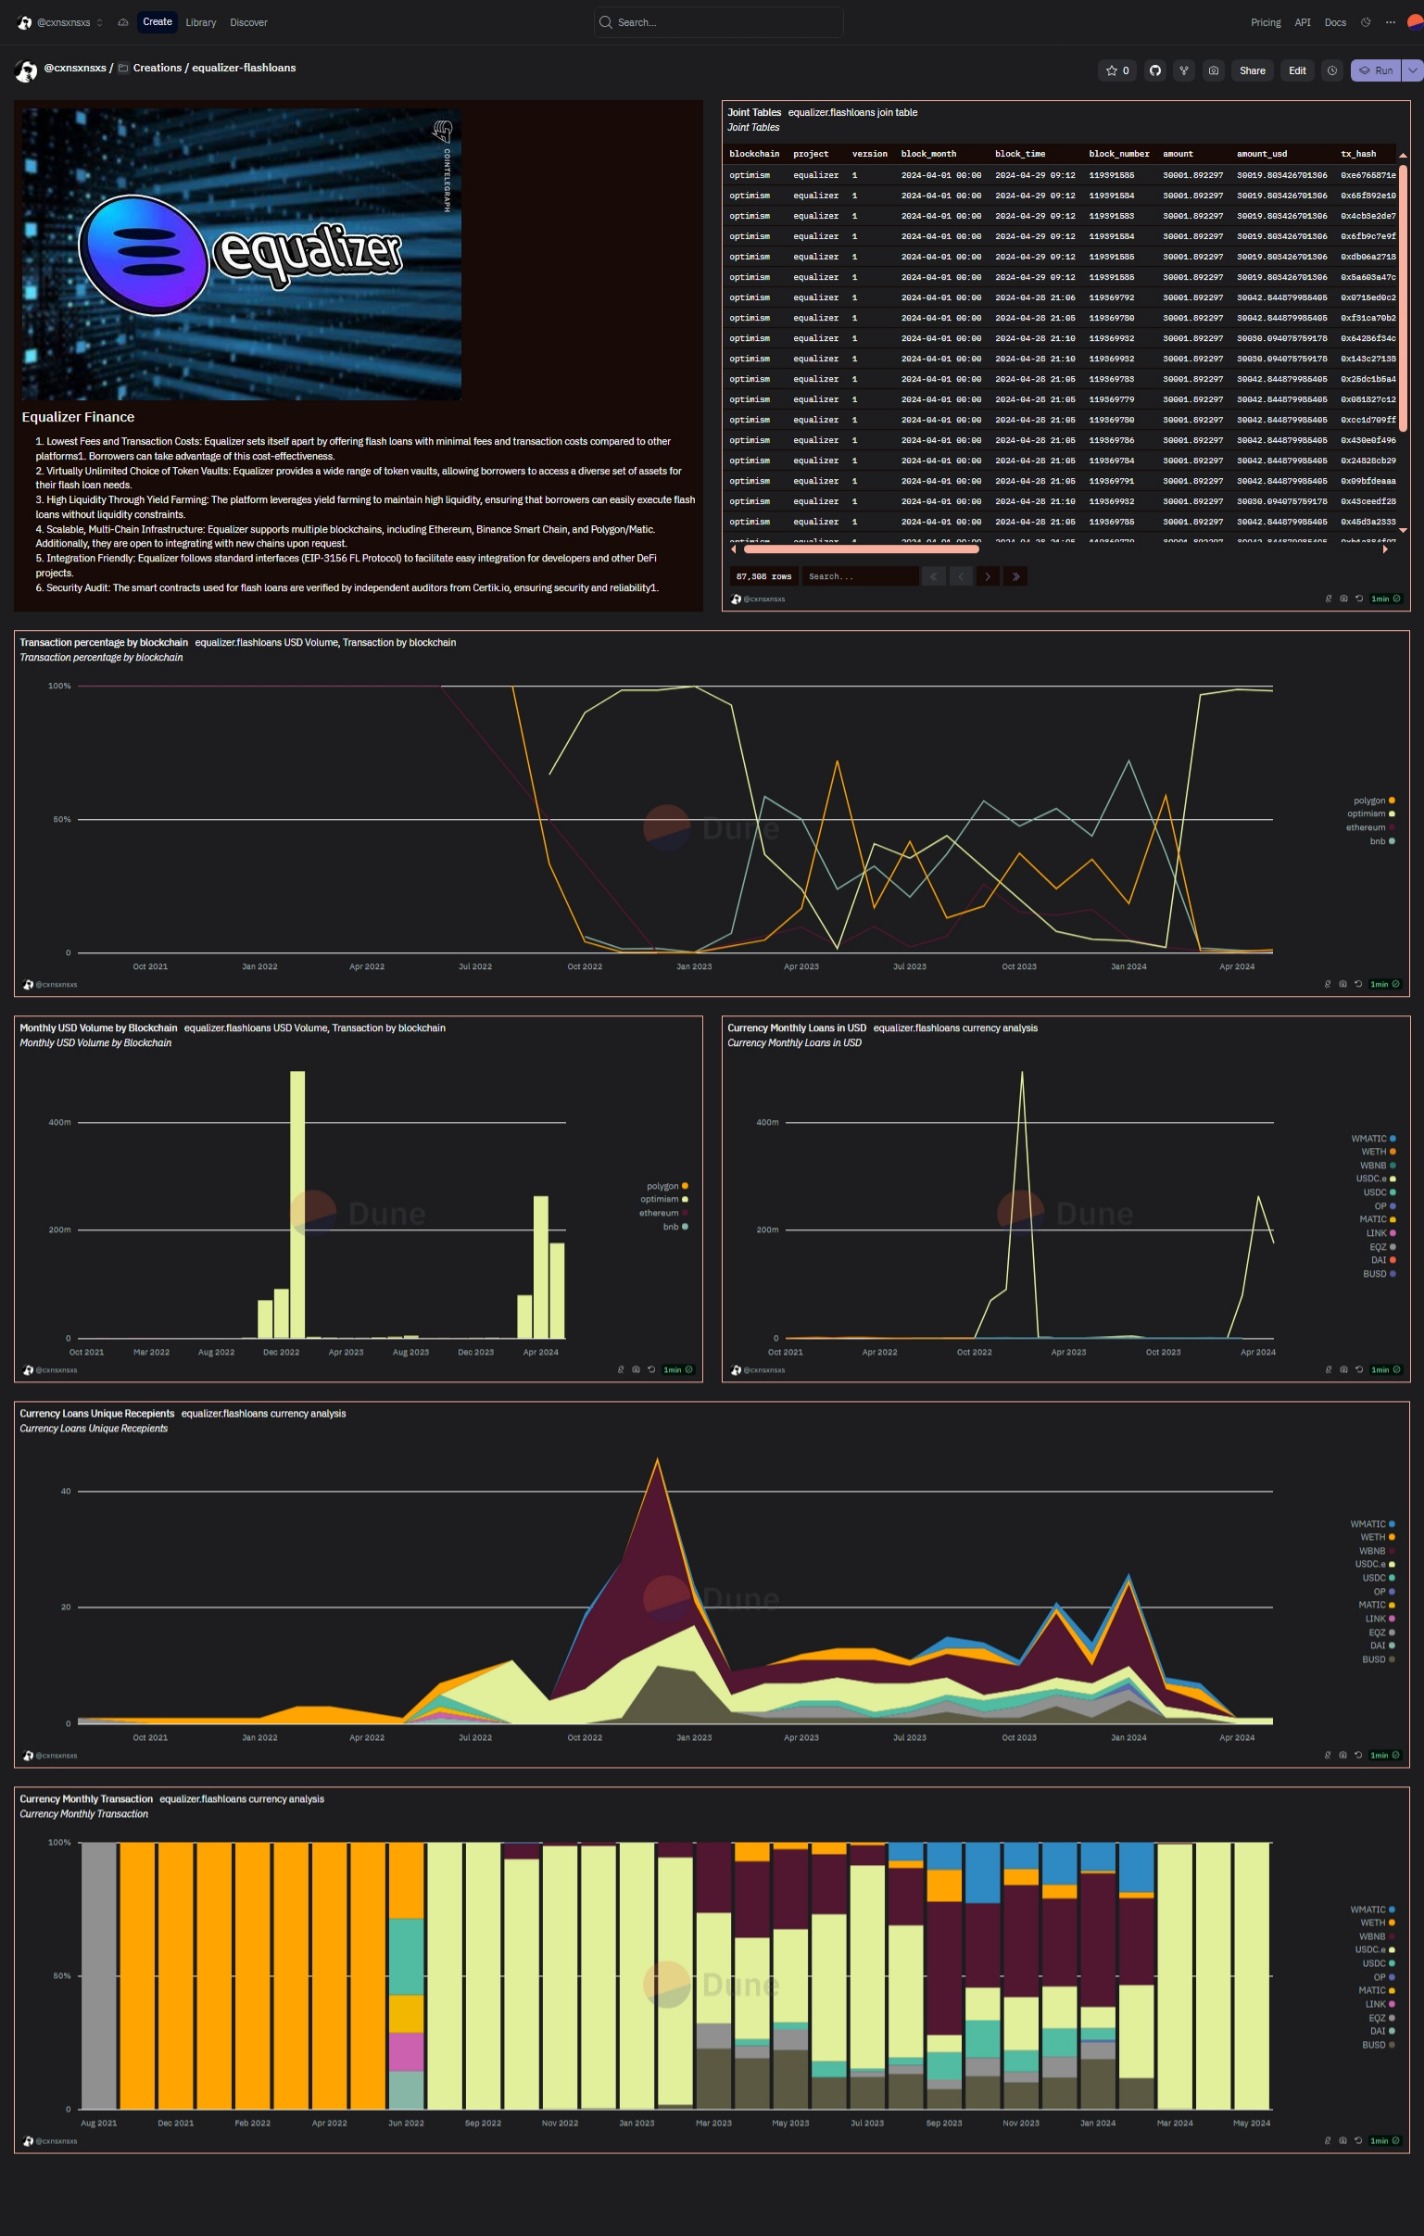 @cxnsxnsxs Create Library Discover Search... Pricing API Docs
@cxnsxnsxs / Creations / equalizer-flashloans 0 Share Edit Run
COINTELEGRAPH
equalizer
Equalizer Finance
1. Lowest Fees and Transaction Costs: Equalizer sets itself apart by offering flash loans with minimal fees and transaction costs compared to other
platforms1. Borrowers can take advantage of this cost-effectiveness.
2. Virtually Unlimited Choice of Token Vaults: Equalizer provides a wide range of token vaults, allowing borrowers to access a diverse set of assets for
their flash loan needs.
3. High Liquidity Through Yield Farming: The platform leverages yield farming to maintain high liquidity, ensuring that borrowers can easily execute flash
loans without liquidity constraints.
4. Scalable, Multi-Chain Infrastructure: Equalizer supports multiple blockchains, including Ethereum, Binance Smart Chain, and Polygon/Matic.
Additionally, they are open to integrating with new chains upon request.
5. Integration Friendly: Equalizer follows standard interfaces (EIP-3156 FL Protocol) to facilitate easy integration for developers and other DeFi
projects.
6. Security Audit: The smart contracts used for flash loans are verified by independent auditors from Certik.io, ensuring security and reliability1.
Joint Tables equalizer.flashloans join table
Joint Tables
blockchain project version block_month block_time block_number amount amount_usd tx_hash
optimism equalizer 1 2024-04-01 00:00 2024-04-29 09:12 119391585 30001.892297 30019.803426701306 0xe6765871e
optimism equalizer 1 2024-04-01 00:00 2024-04-29 09:12 119391584 30001.892297 30019.803426701306 0x65f892e10
optimism equalizer 1 2024-04-01 00:00 2024-04-29 09:12 119391583 30001.892297 30019.803426701306 0x4cb3e2de7
optimism equalizer 1 2024-04-01 00:00 2024-04-29 09:12 119391584 30001.892297 30019.803426701306 0x6fb9c7e9f
optimism equalizer 1 2024-04-01 00:00 2024-04-29 09:12 119391585 30001.892297 30019.803426701306 0xdb06a2718
optimism equalizer 1 2024-04-01 00:00 2024-04-29 09:12 119391585 30001.892297 30019.803426701306 0x5a603a47c
optimism equalizer 1 2024-04-01 00:00 2024-04-28 21:06 119369792 30001.892297 30042.844879985405 0x0715ed0c2
optimism equalizer 1 2024-04-01 00:00 2024-04-28 21:05 119369780 30001.892297 30042.844879985405 0xf31ca70b2
optimism equalizer 1 2024-04-01 00:00 2024-04-28 21:10 119369932 30001.892297 30030.094075759178 0x64286f34c
optimism equalizer 1 2024-04-01 00:00 2024-04-28 21:10 119369932 30001.892297 30030.094075759178 0x143c27138
optimism equalizer 1 2024-04-01 00:00 2024-04-28 21:05 119369783 30001.892297 30042.844879985405 0x25dc1b5a4
optimism equalizer 1 2024-04-01 00:00 2024-04-28 21:05 119369779 30001.892297 30042.844879985405 0x081827c12
optimism equalizer 1 2024-04-01 00:00 2024-04-28 21:05 119369780 30001.892297 30042.844879985405 0xcc1d709ff
optimism equalizer 1 2024-04-01 00:00 2024-04-28 21:05 119369786 30001.892297 30042.844879985405 0x430e0f496
optimism equalizer 1 2024-04-01 00:00 2024-04-28 21:05 119369784 30001.892297 30042.844879985405 0x24828cb29
optimism equalizer 1 2024-04-01 00:00 2024-04-28 21:05 119369791 30001.892297 30042.844879985405 0x09bfdeaaa
optimism equalizer 1 2024-04-01 00:00 2024-04-28 21:10 119369932 30001.892297 30030.094075759178 0x43ceedf25
optimism equalizer 1 2024-04-01 00:00 2024-04-28 21:05 119369785 30001.892297 30042.844879985405 0x45d3a2333
87,308 rows Search...
@cxnsxnsxs 1min
Transaction percentage by blockchain equalizer.flashloans USD Volume, Transaction by blockchain
Transaction percentage by blockchain
100%
50%
0
Dune
polygon
optimism
ethereum
bnb
Oct 2021 Jan 2022 Apr 2022 Jul 2022 Oct 2022 Jan 2023 Apr 2023 Jul 2023 Oct 2023 Jan 2024 Apr 2024
@cxnsxnsxs 1min
Monthly USD Volume by Blockchain equalizer.flashloans USD Volume, Transaction by blockchain
Monthly USD Volume by Blockchain
400m
200m
0
Dune
polygon
optimism
ethereum
bnb
Oct 2021 Mar 2022 Aug 2022 Dec 2022 Apr 2023 Aug 2023 Dec 2023 Apr 2024
@cxnsxnsxs 1min
Currency Monthly Loans in USD equalizer.flashloans currency analysis
Currency Monthly Loans in USD
400m
200m
0
Dune
WMATIC
WETH
WBNB
USDC.e
USDC
OP
MATIC
LINK
EQZ
DAI
BUSD
Oct 2021 Apr 2022 Oct 2022 Apr 2023 Oct 2023 Apr 2024
@cxnsxnsxs 1min
Currency Loans Unique Recepients equalizer.flashloans currency analysis
Currency Loans Unique Recepients
40
20
0
Dune
WMATIC
WETH
WBNB
USDC.e
USDC
OP
MATIC
LINK
EQZ
DAI
BUSD
Oct 2021 Jan 2022 Apr 2022 Jul 2022 Oct 2022 Jan 2023 Apr 2023 Jul 2023 Oct 2023 Jan 2024 Apr 2024
@cxnsxnsxs 1min
Currency Monthly Transaction equalizer.flashloans currency analysis
Currency Monthly Transaction
100%
50%
0
Dune
WMATIC
WETH
WBNB
USDC.e
USDC
OP
MATIC
LINK
EQZ
DAI
BUSD
Aug 2021 Dec 2021 Feb 2022 Apr 2022 Jun 2022 Sep 2022 Nov 2022 Jan 2023 Mar 2023 May 2023 Jul 2023 Sep 2023 Nov 2023 Jan 2024 Mar 2024 May 2024
@cxnsxnsxs 1min